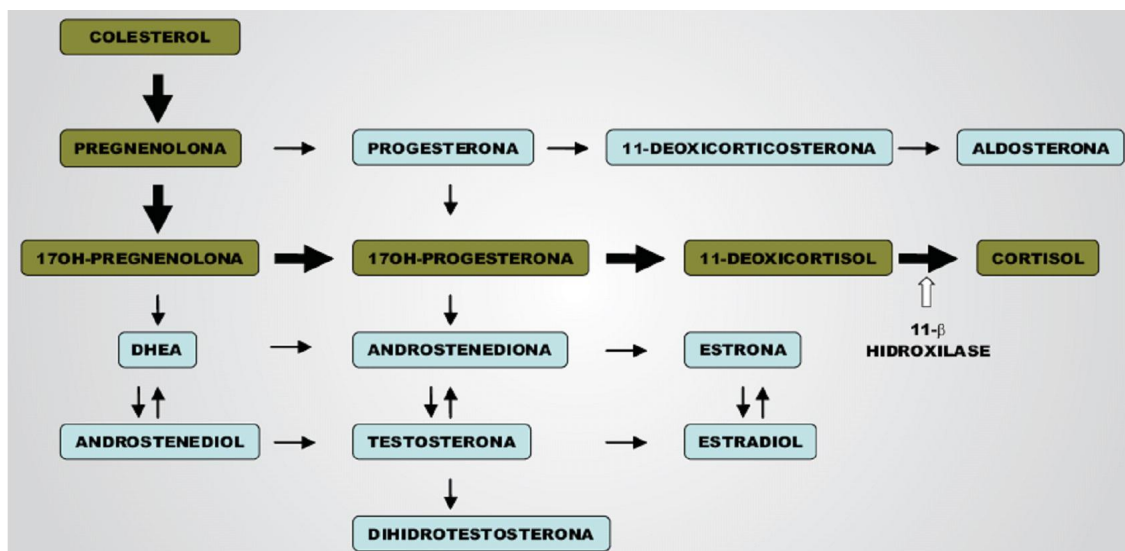 COLESTEROL
PREGNENOLONA
PROGESTERONA
11-DEOXICORTICOSTERONA
ALDOSTERONA
17OH-PREGNENOLONA
17OH-PROGESTERONA
11-DEOXICORTISOL
CORTISOL
11-β
HIDROXILASE
DHEA
ANDROSTENEDIONA
ESTRONA
ANDROSTENEDIOL
TESTOSTERONA
ESTRADIOL
DIHIDROTESTOSTERONA